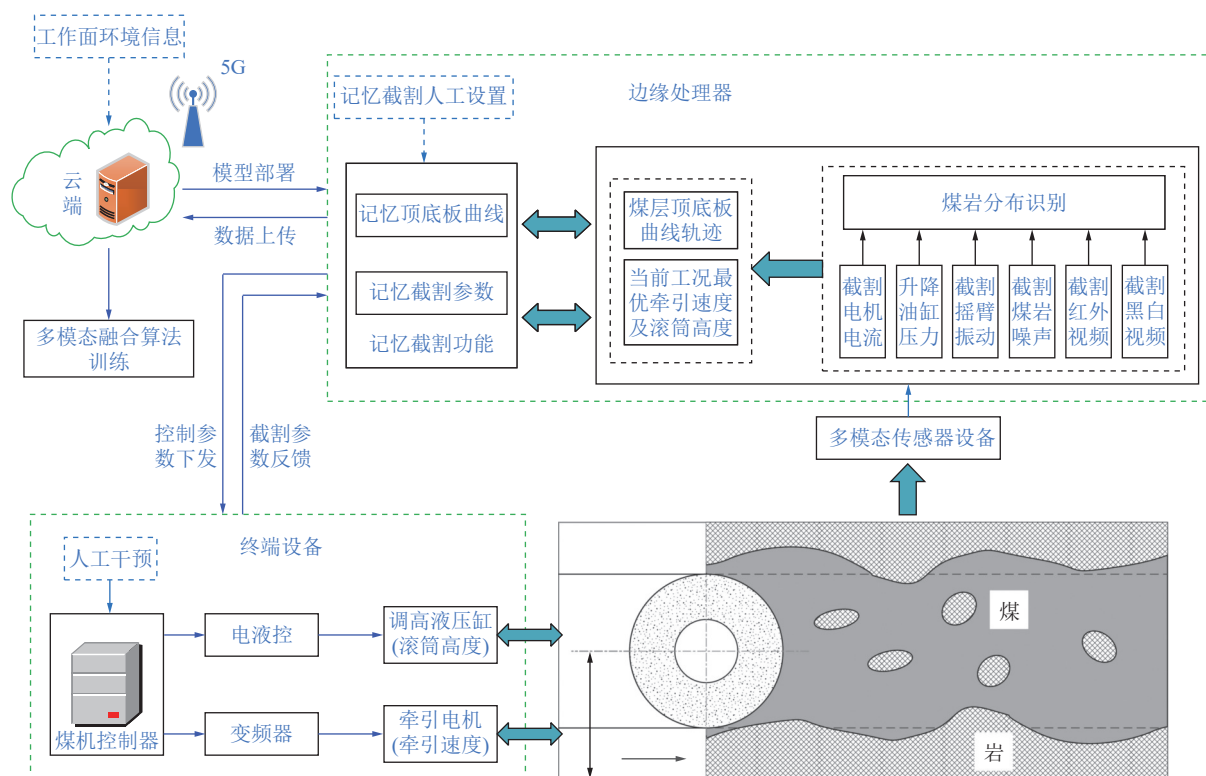 工作面环境信息
5G
云
端
模型部署
数据上传
多模态融合算法
训练
边缘处理器
记忆截割人工设置
记忆顶底板曲线
记忆截割参数
记忆截割功能
煤层顶底板
曲线轨迹
当前工况最
优牵引速度
及滚筒高度
煤岩分布识别
截割
电机
电流
升降
油缸
压力
截割
摇臂
振动
截割
煤岩
噪声
截割
红外
视频
截割
黑白
视频
多模态传感器设备
控制参
数下发
截割参
数反馈
终端设备
人工干预
煤机控制器
电液控
调高液压缸
(滚筒高度)
变频器
牵引电机
(牵引速度)
煤
岩